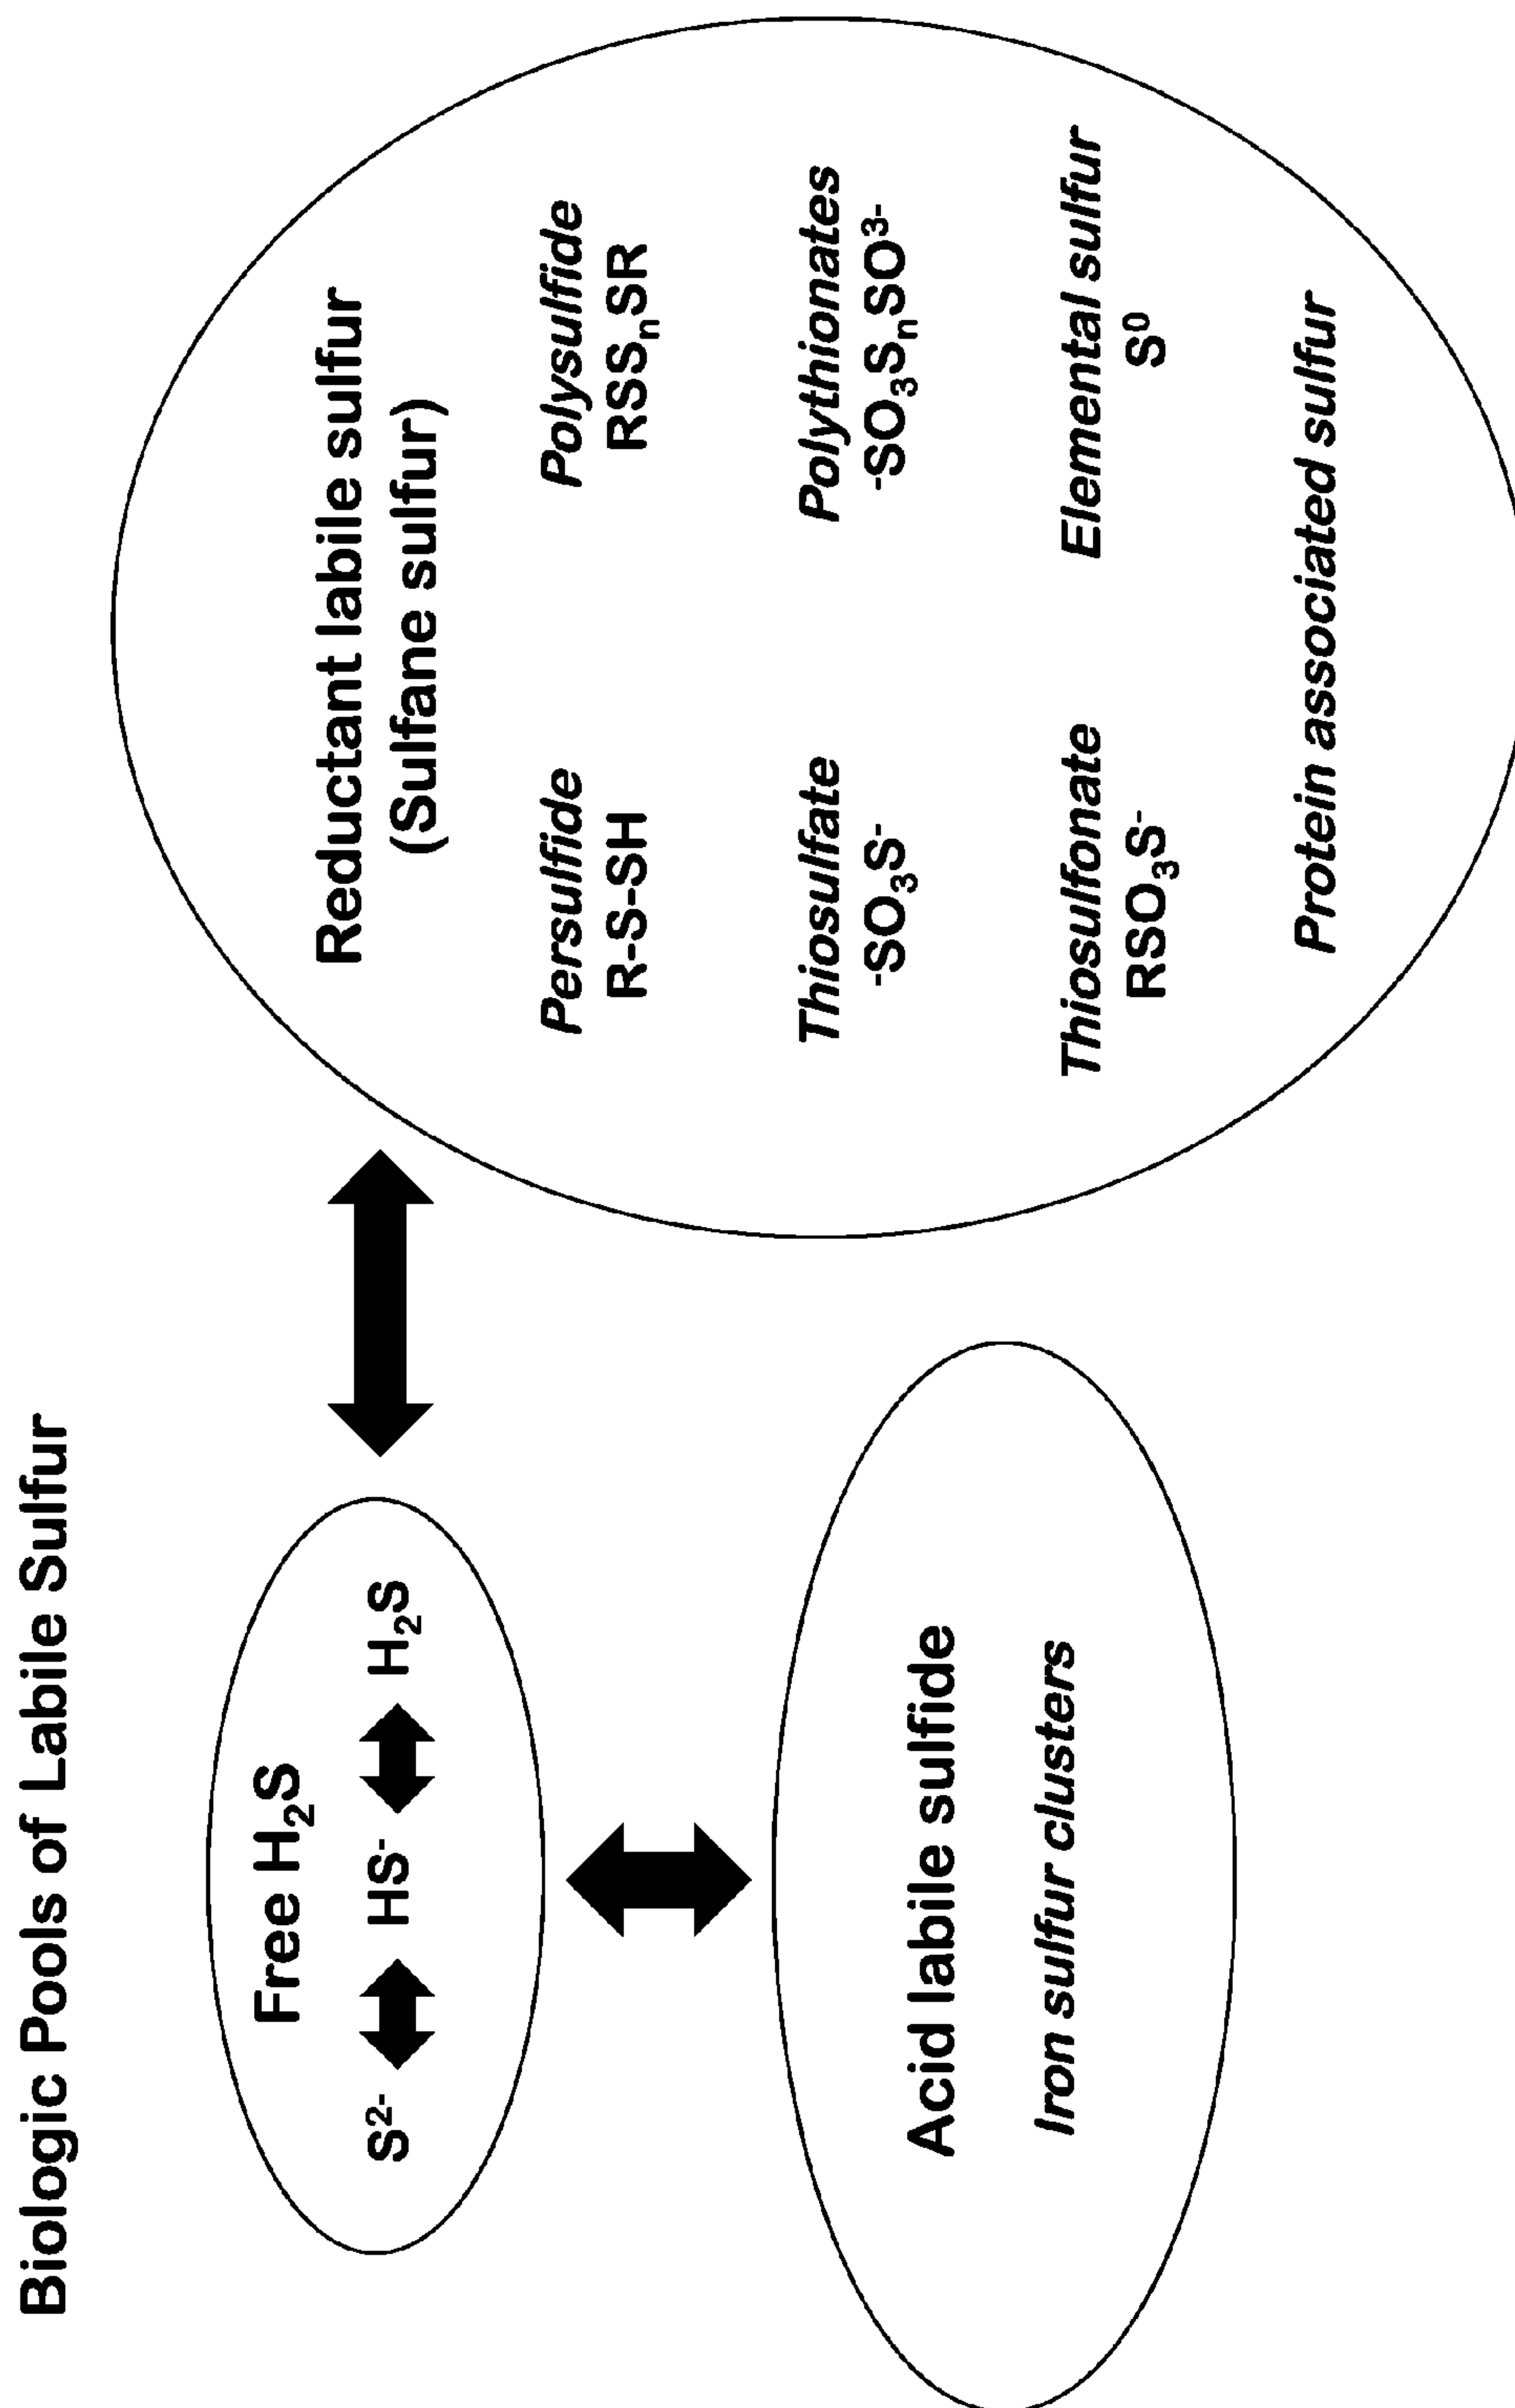 Biologic Pools of Labile Sulfur
Free H₂S
S²⁻ HS⁻ H₂S
Acid labile sulfide
Iron sulfur clusters
Reductant labile sulfur
(Sulfane sulfur)
Persulfide Polysulfide
R-S-SH RSSₙSR
Thiosulfate Polythionates
⁻SO₃S⁻ ⁻SO₃SₙSO³⁻
Thiosulfonate Elemental sulfur
RSO₃S⁻ S⁰
Protein associated sulfur